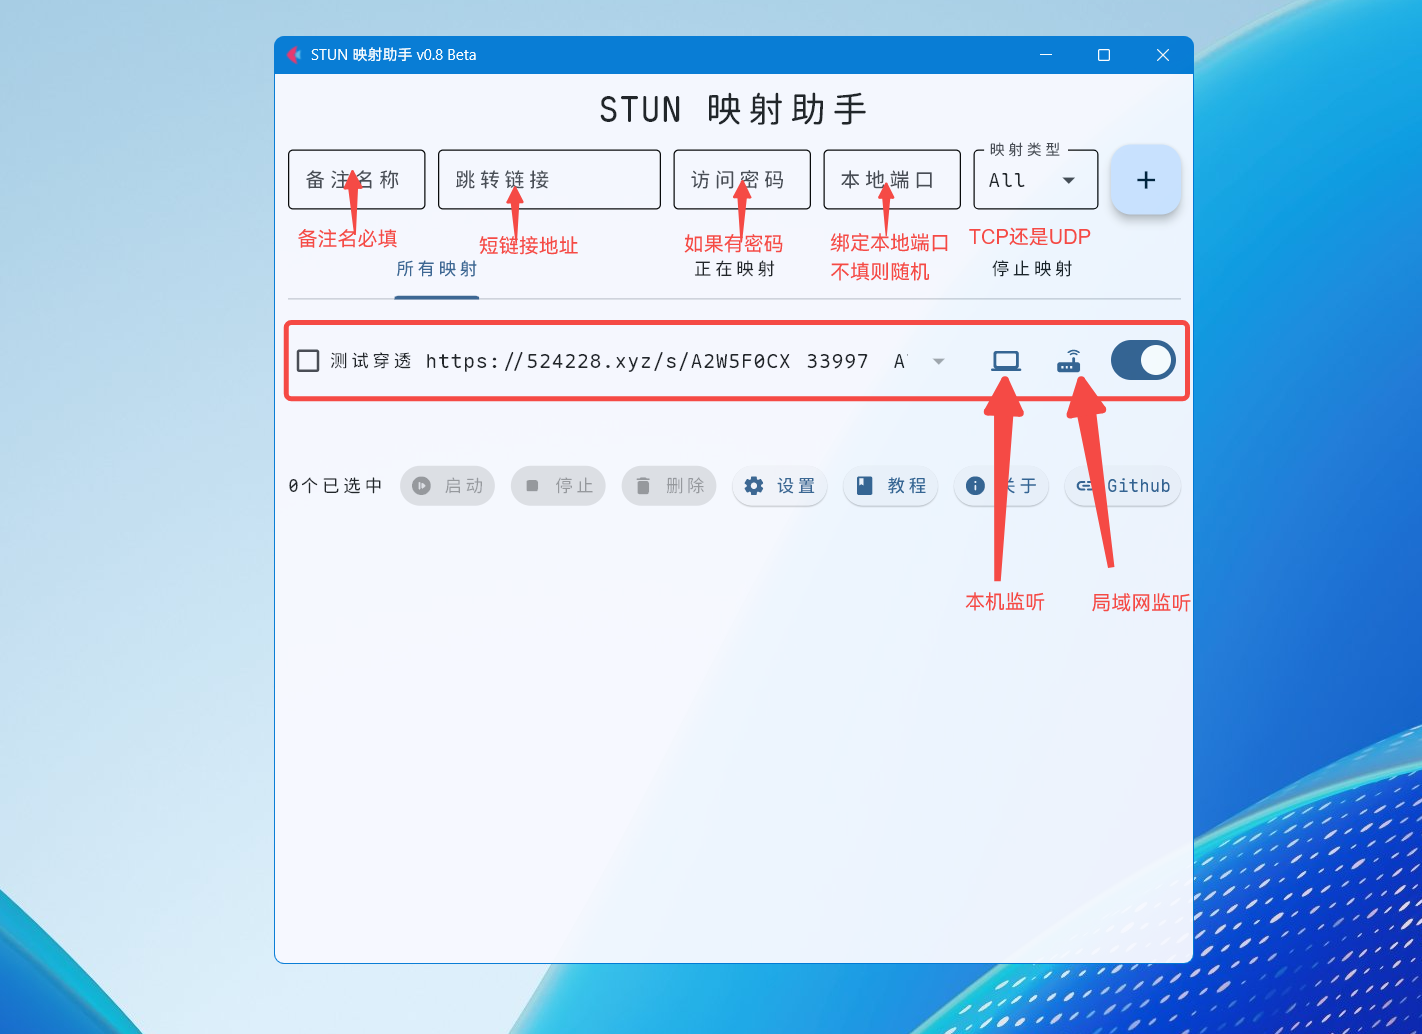 STUN 映射助手 v0.8 Beta
STUN 映射助手
映射类型
备注名称 跳转链接 访问密码 本地端口 All
备注名必填 短链接地址 如果有密码 绑定本地端口 TCP还是UDP
不填则随机
所有映射 正在映射 停止映射
测试穿透 https://524228.xyz/s/A2W5F0CX 33997 A
0个已选中 启动 停止 删除 设置 教程 关于 Github
本机监听 局域网监听